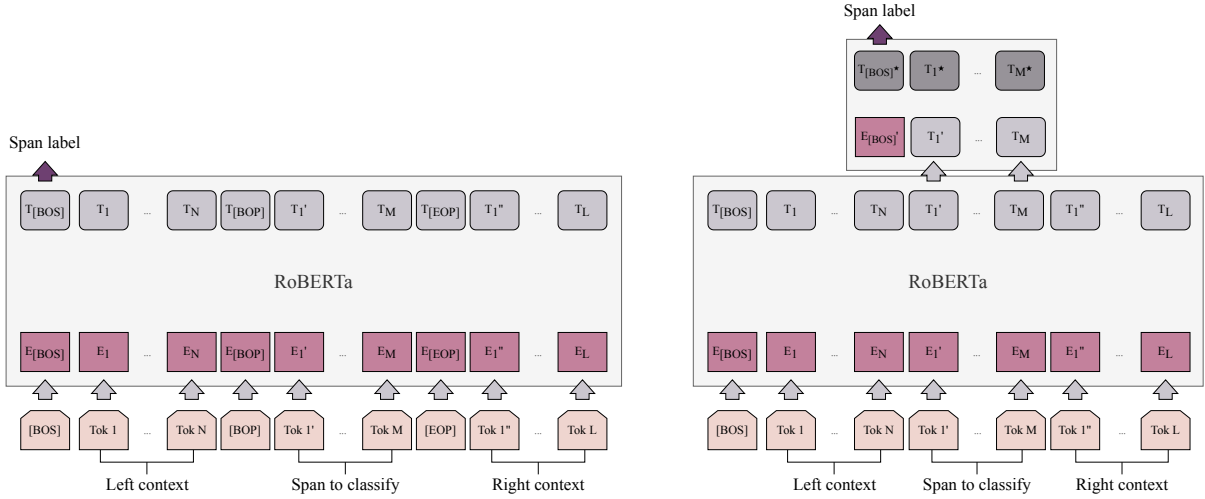 Span label
T[BOS] T1 ... TN T[BOP] T1' ... TM T[EOP] T1" ... TL
RoBERTa
E[BOS] E1 ... EN E[BOP] E1' ... EM E[EOP] E1" ... EL
[BOS] Tok 1 ... Tok N [BOP] Tok 1' ... Tok M [EOP] Tok 1" ... Tok L
Left context Span to classify Right context
Span label
T[BOS]★ T1★ ... TM★
E[BOS]' T1' ... TM
T[BOS] T1 ... TN T1' ... TM T1" ... TL
RoBERTa
E[BOS] E1 ... EN E1' ... EM E1" ... EL
[BOS] Tok 1 ... Tok N Tok 1' ... Tok M Tok 1" ... Tok L
Left context Span to classify Right context